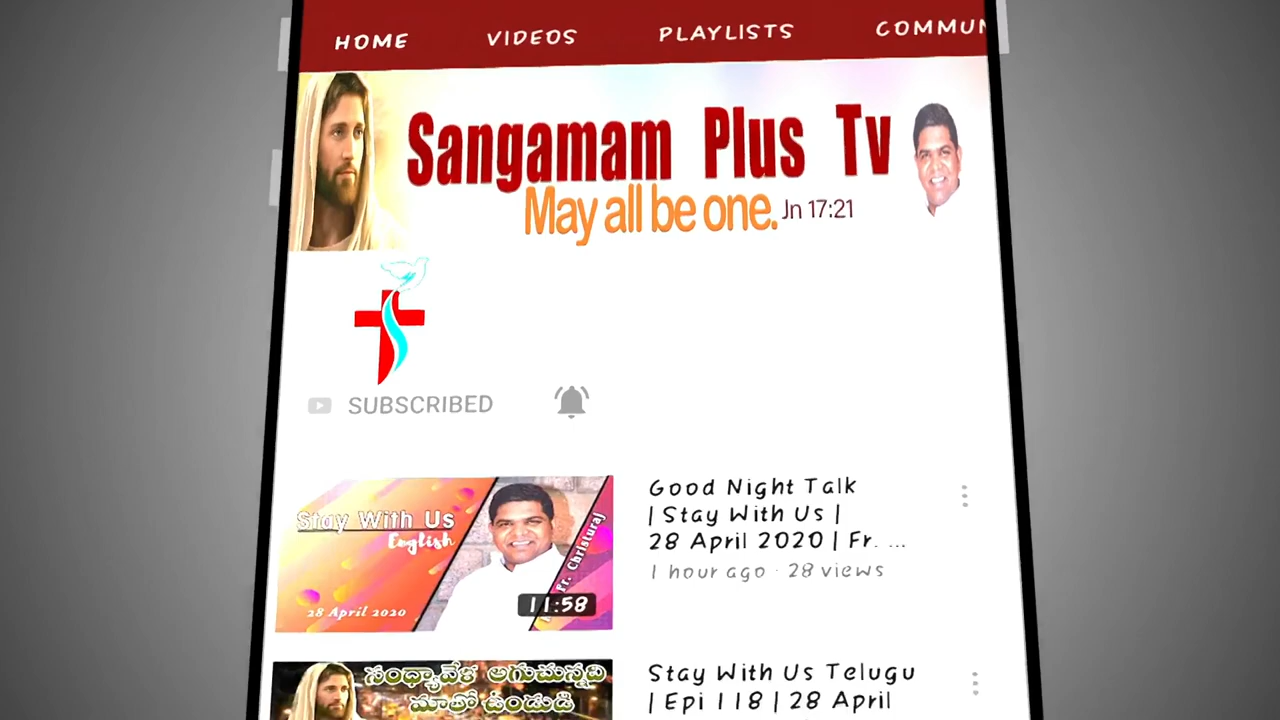 HOME VIDEOS PLAYLISTS COMMUN
Sangamam Plus Tv
May all be one. Jn 17:21
SUBSCRIBED
Stay With Us
English
28 April 2020
Fr. Christuraj
11:58
Good Night Talk
| Stay With Us |
28 April 2020 | Fr. ...
1 hour ago · 28 views
సంధ్యావేళ అగుచున్నది
మాతో ఉండుడి
Stay With Us Telugu
| Epi 118 | 28 April